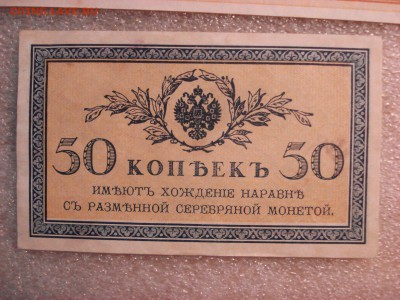 50 КОПѢЕКЪ 50
ИМѢЮТЪ ХОЖДЕНІЕ НАРАВНѢ
СЪ РАЗМѢННОЙ СЕРЕБРЯНОЙ МОНЕТОЙ.